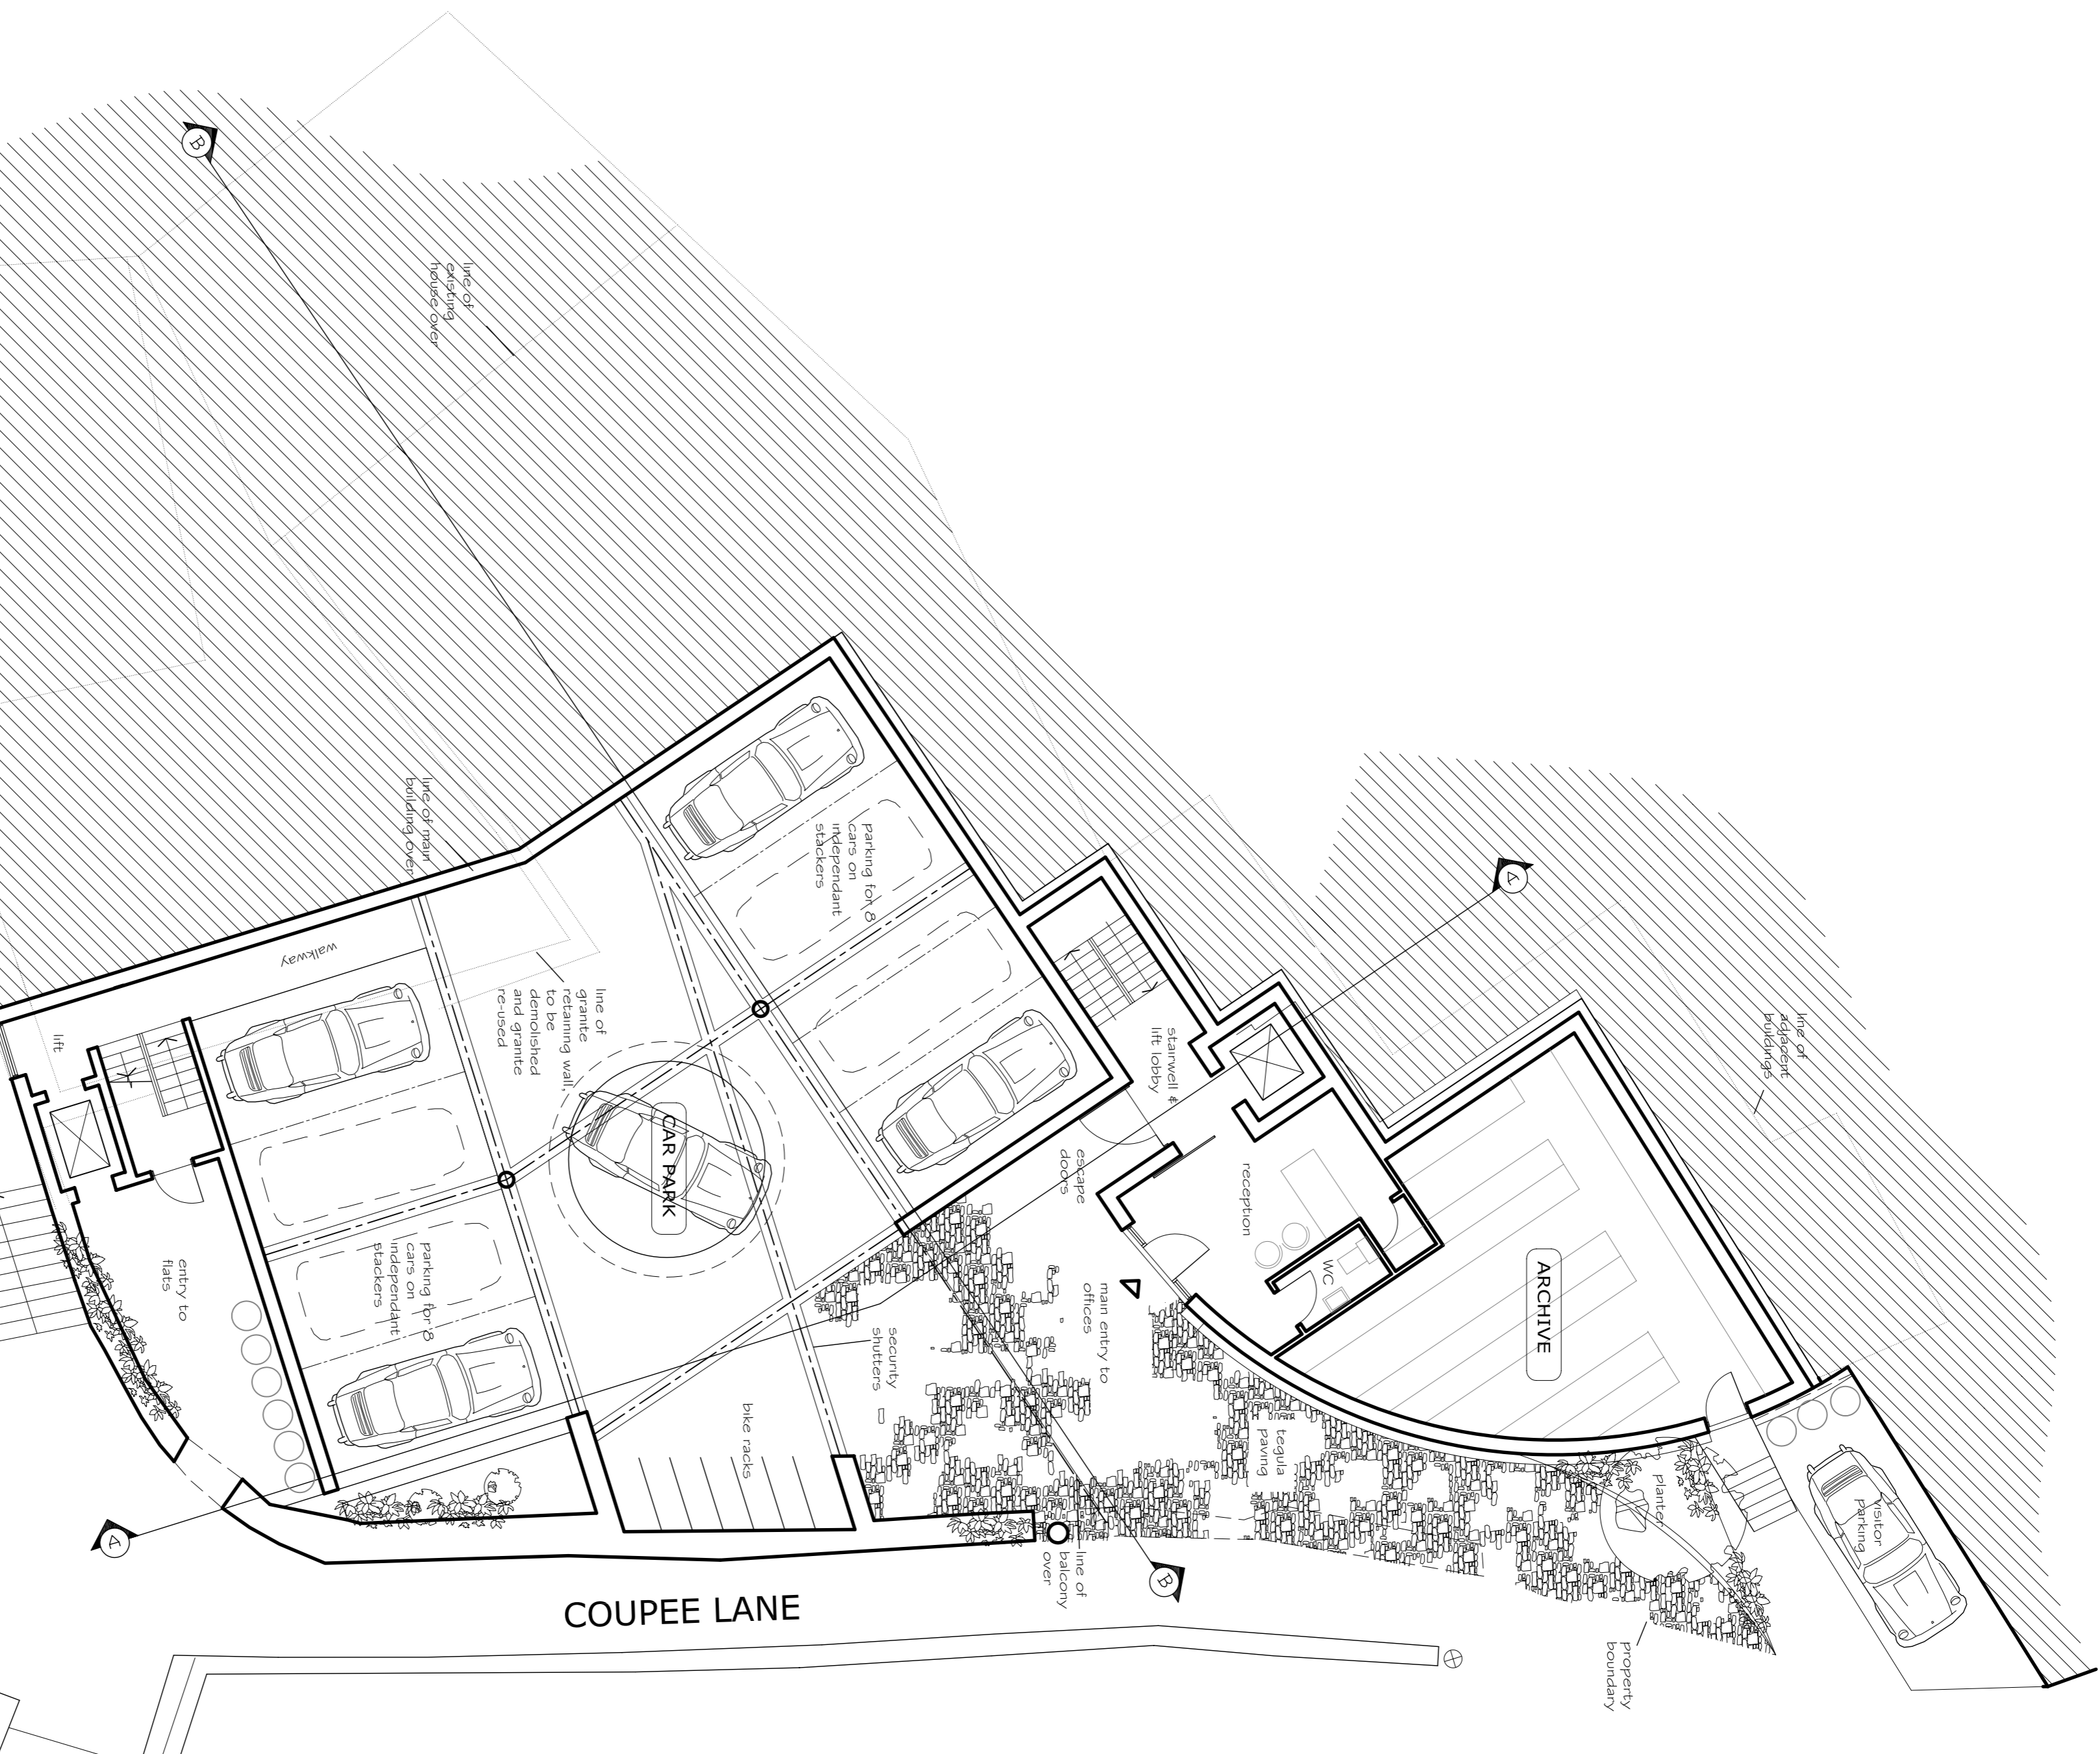 B
line of
existing
house over
line of main
building over
parking for 8
cars on
independant
stackers
A
walkway
lift
line of
granite
retaining wall,
to be
demolished
and granite
re-used
stairwell &
lift lobby
line of
adjacent
buildings
CAR PARK
escape
doors
reception
WC
ARCHIVE
parking for 8
cars on
independant
stackers
entry to
flats
main entry to
offices
security
shutters
bike racks
tegula
paving
Planter
visitor
parking
A
line of
balcony
over
B
COUPEE LANE
property
boundary